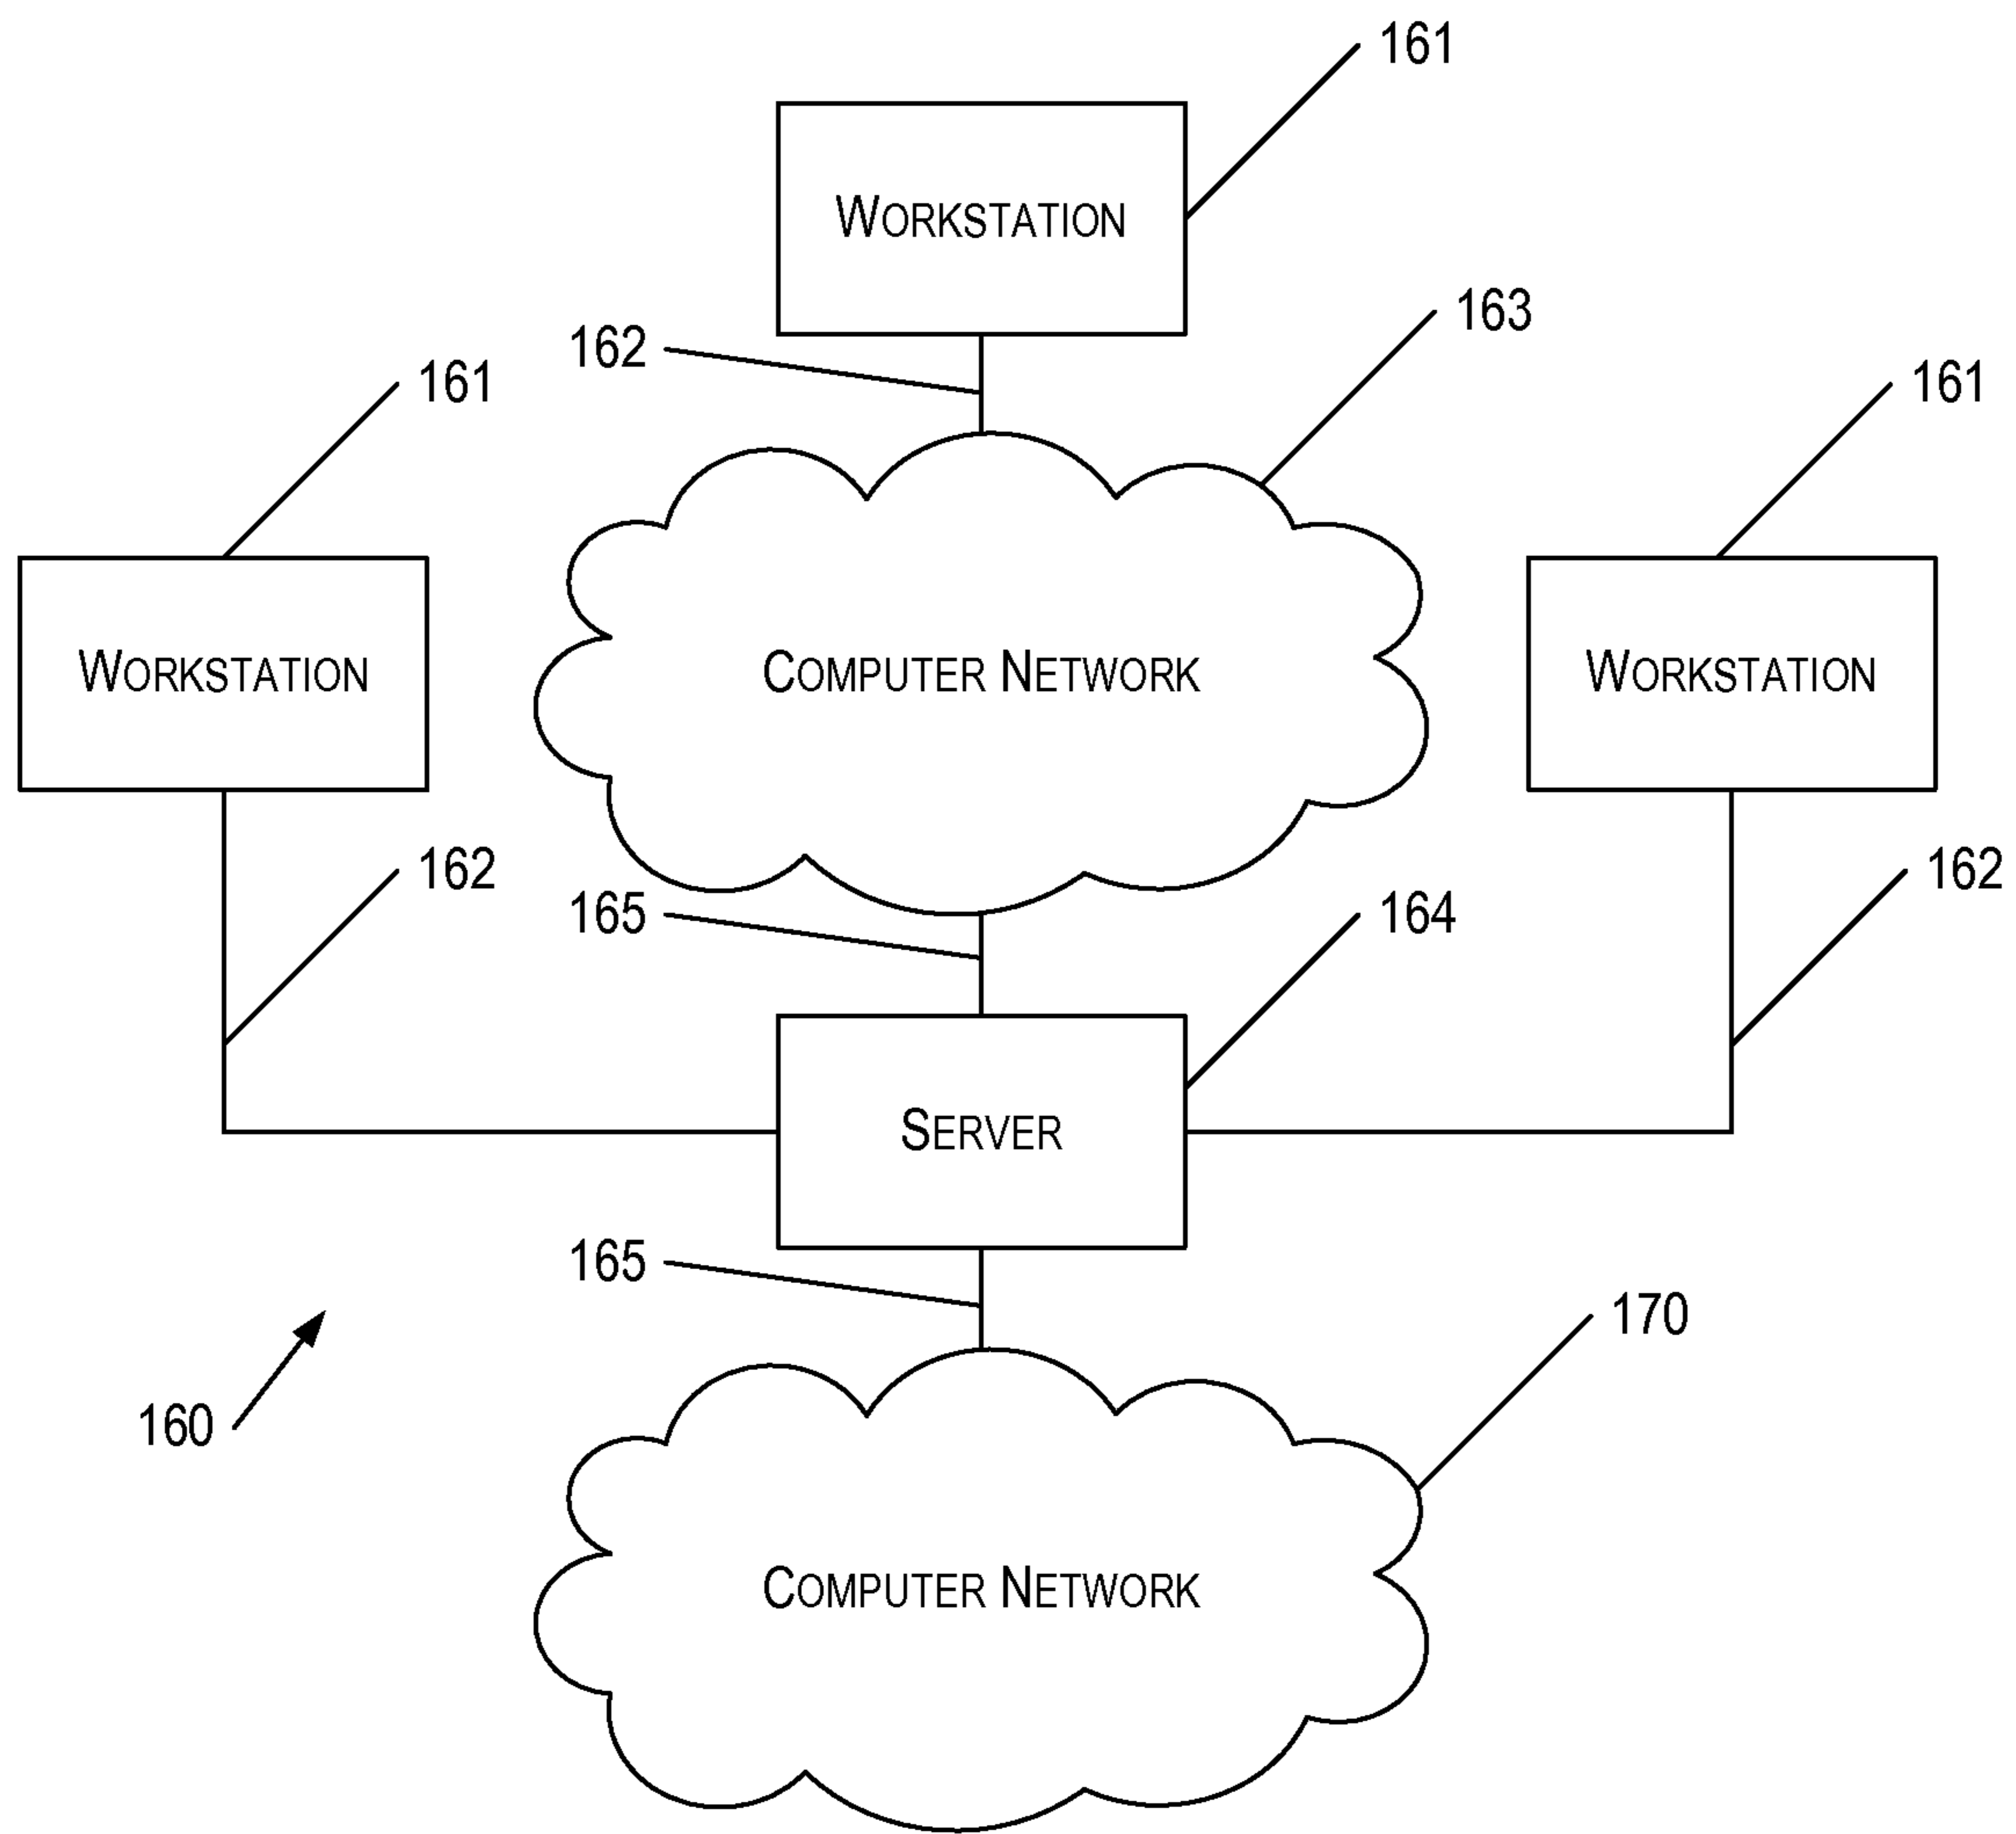 161
WORKSTATION
163
162
161
161
WORKSTATION
COMPUTER NETWORK
WORKSTATION
162
162
165
164
SERVER
165
170
160
COMPUTER NETWORK